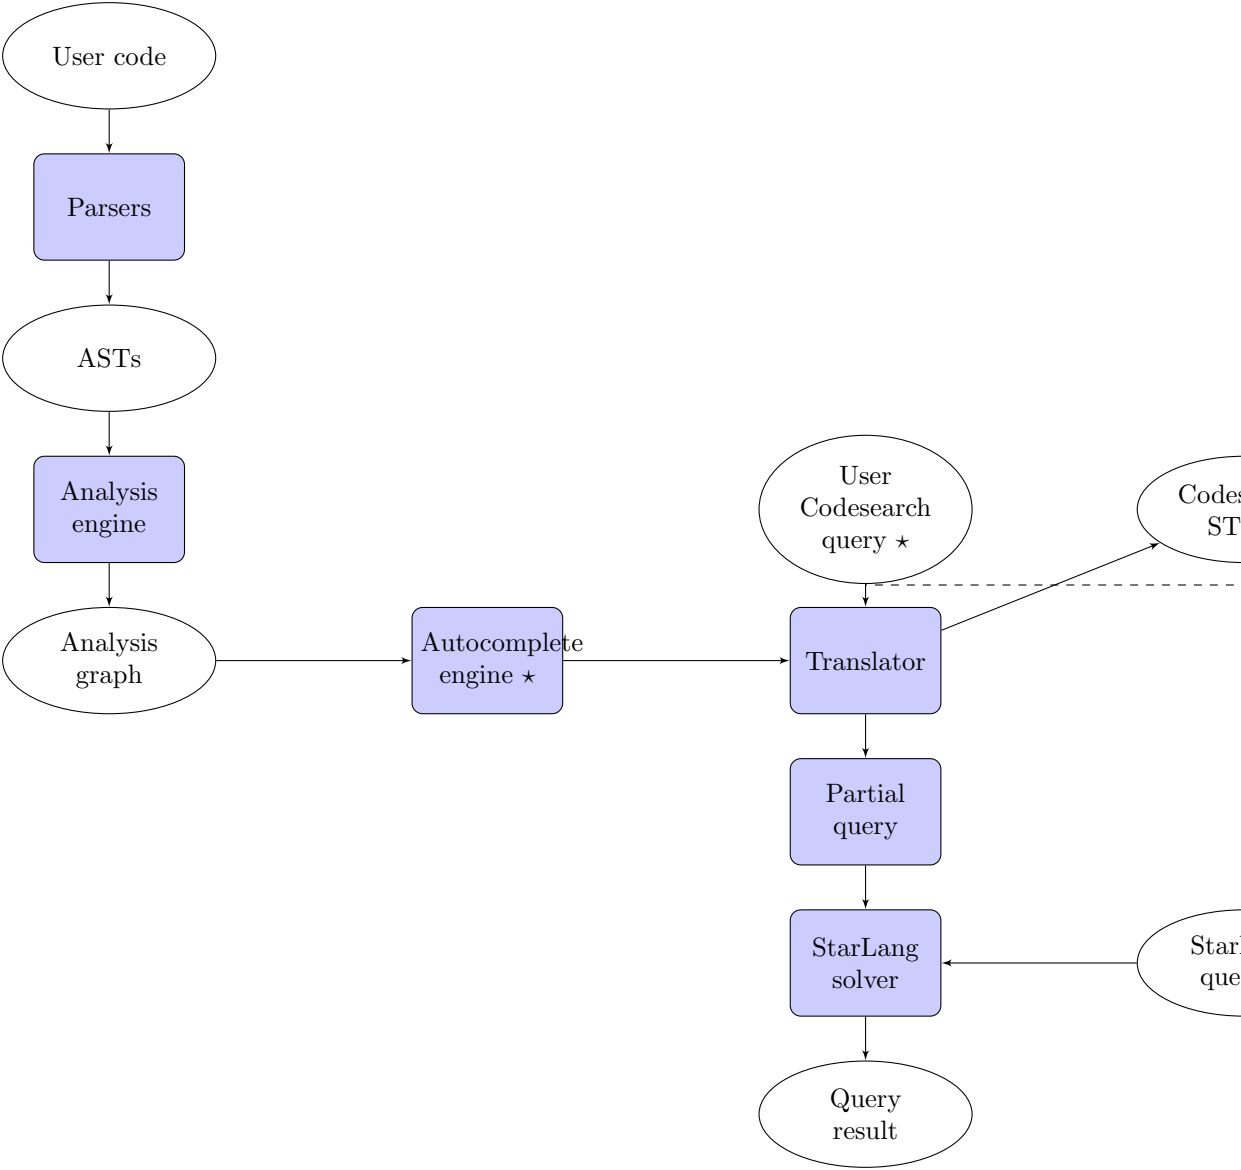 User code
Parsers
ASTs
Analysis
engine
Analysis
graph
Autocomplete
engine ⋆
User
Codesearch
query ⋆
Translator
Partial
query
StarLang
solver
Query
result